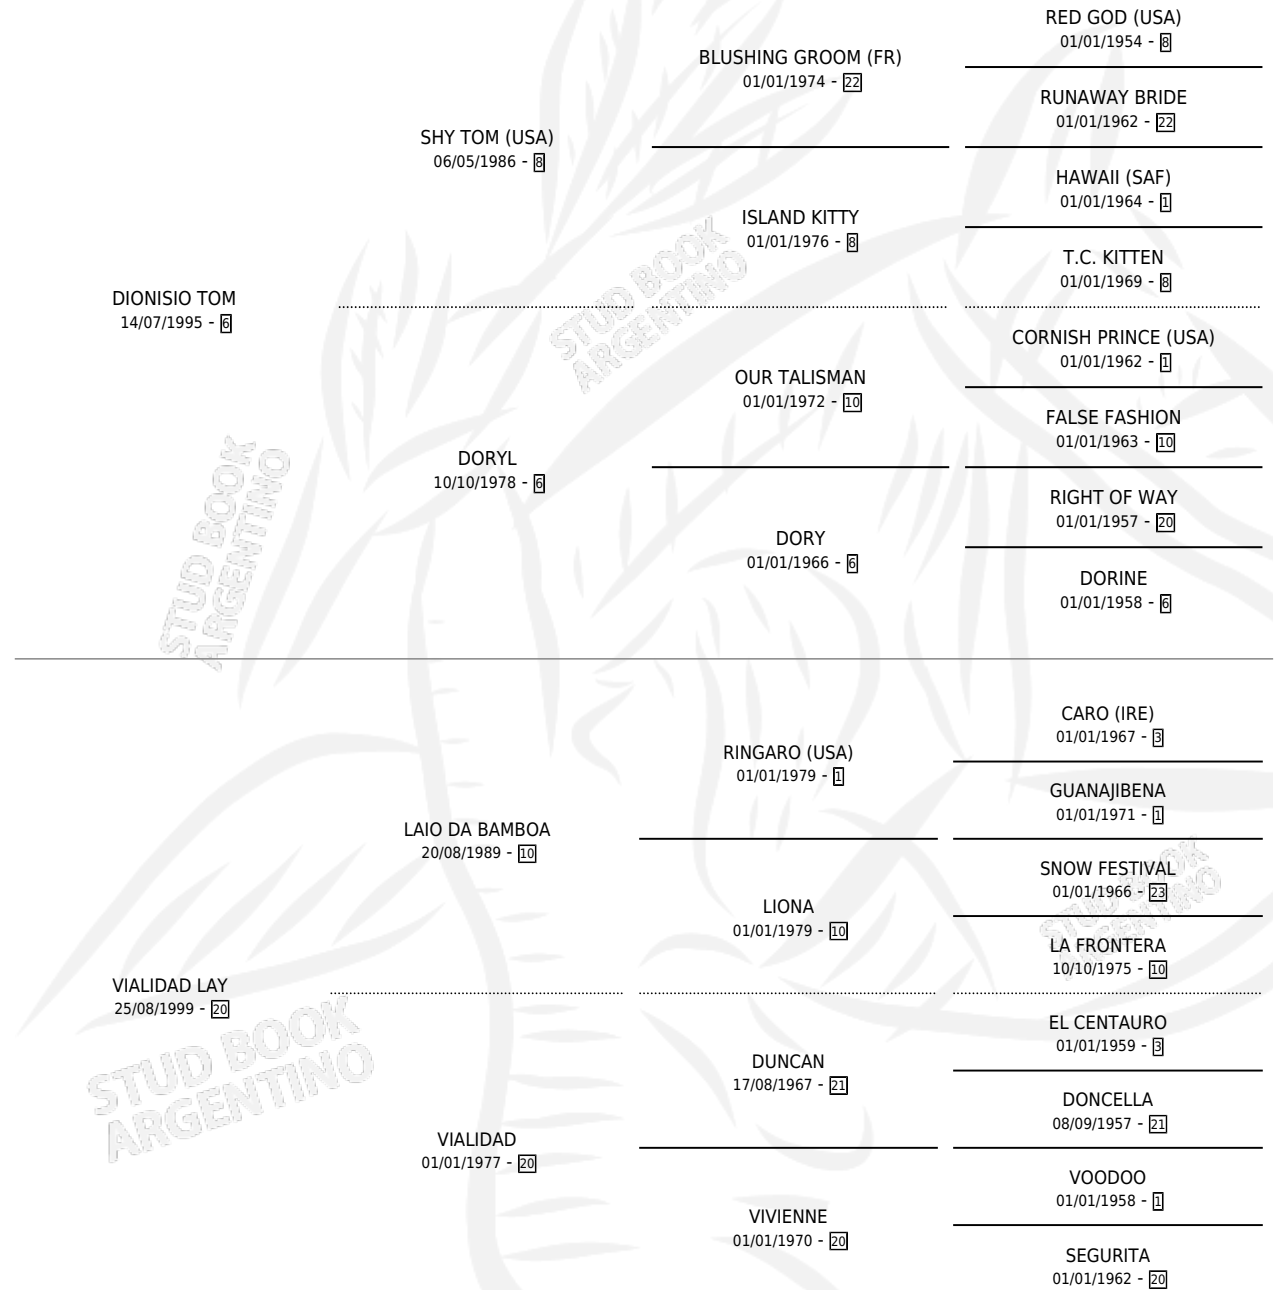 RED GOD (USA)
01/01/1954 - 8
BLUSHING GROOM (FR)
01/01/1974 - 22
RUNAWAY BRIDE
01/01/1962 - 22
SHY TOM (USA)
06/05/1986 - 8
HAWAII (SAF)
01/01/1964 - 1
ISLAND KITTY
01/01/1976 - 8
T.C. KITTEN
01/01/1969 - 8
DIONISIO TOM
14/07/1995 - 6
STUD BOOK
ARGENTINO
CORNISH PRINCE (USA)
01/01/1962 - 1
OUR TALISMAN
01/01/1972 - 10
FALSE FASHION
01/01/1963 - 10
DORYL
10/10/1978 - 6
RIGHT OF WAY
01/01/1957 - 20
DORY
01/01/1966 - 6
DORINE
01/01/1958 - 6
STUD BOOK
ARGENTINO
CARO (IRE)
01/01/1967 - 3
RINGARO (USA)
01/01/1979 - 1
GUANAJIBENA
01/01/1971 - 1
LAIO DA BAMBOA
20/08/1989 - 10
SNOW FESTIVAL
01/01/1966 - 23
LIONA
01/01/1979 - 10
LA FRONTERA
10/10/1975 - 10
STUD BOOK
ARGENTINO
VIALIDAD LAY
25/08/1999 - 20
EL CENTAURO
01/01/1959 - 3
DUNCAN
17/08/1967 - 21
DONCELLA
08/09/1957 - 21
STUD BOOK
ARGENTINO
VIALIDAD
01/01/1977 - 20
VOODOO
01/01/1958 - 1
VIVIENNE
01/01/1970 - 20
SEGURITA
01/01/1962 - 20